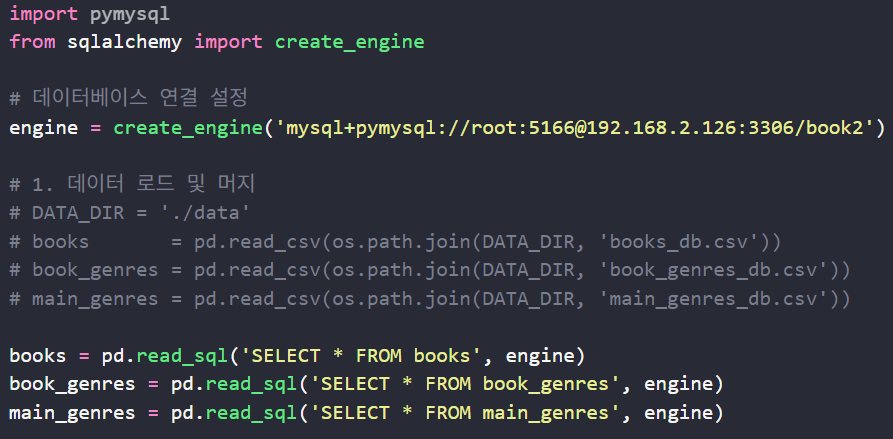 import pymysql
from sqlalchemy import create_engine
# 데이터베이스 연결 설정
engine = create_engine('mysql+pymysql://root:5166@192.168.2.126:3306/book2')
# 1. 데이터 로드 및 머지
# DATA_DIR = './data'
# books       = pd.read_csv(os.path.join(DATA_DIR, 'books_db.csv'))
# book_genres = pd.read_csv(os.path.join(DATA_DIR, 'book_genres_db.csv'))
# main_genres = pd.read_csv(os.path.join(DATA_DIR, 'main_genres_db.csv'))
books = pd.read_sql('SELECT * FROM books', engine)
book_genres = pd.read_sql('SELECT * FROM book_genres', engine)
main_genres = pd.read_sql('SELECT * FROM main_genres', engine)